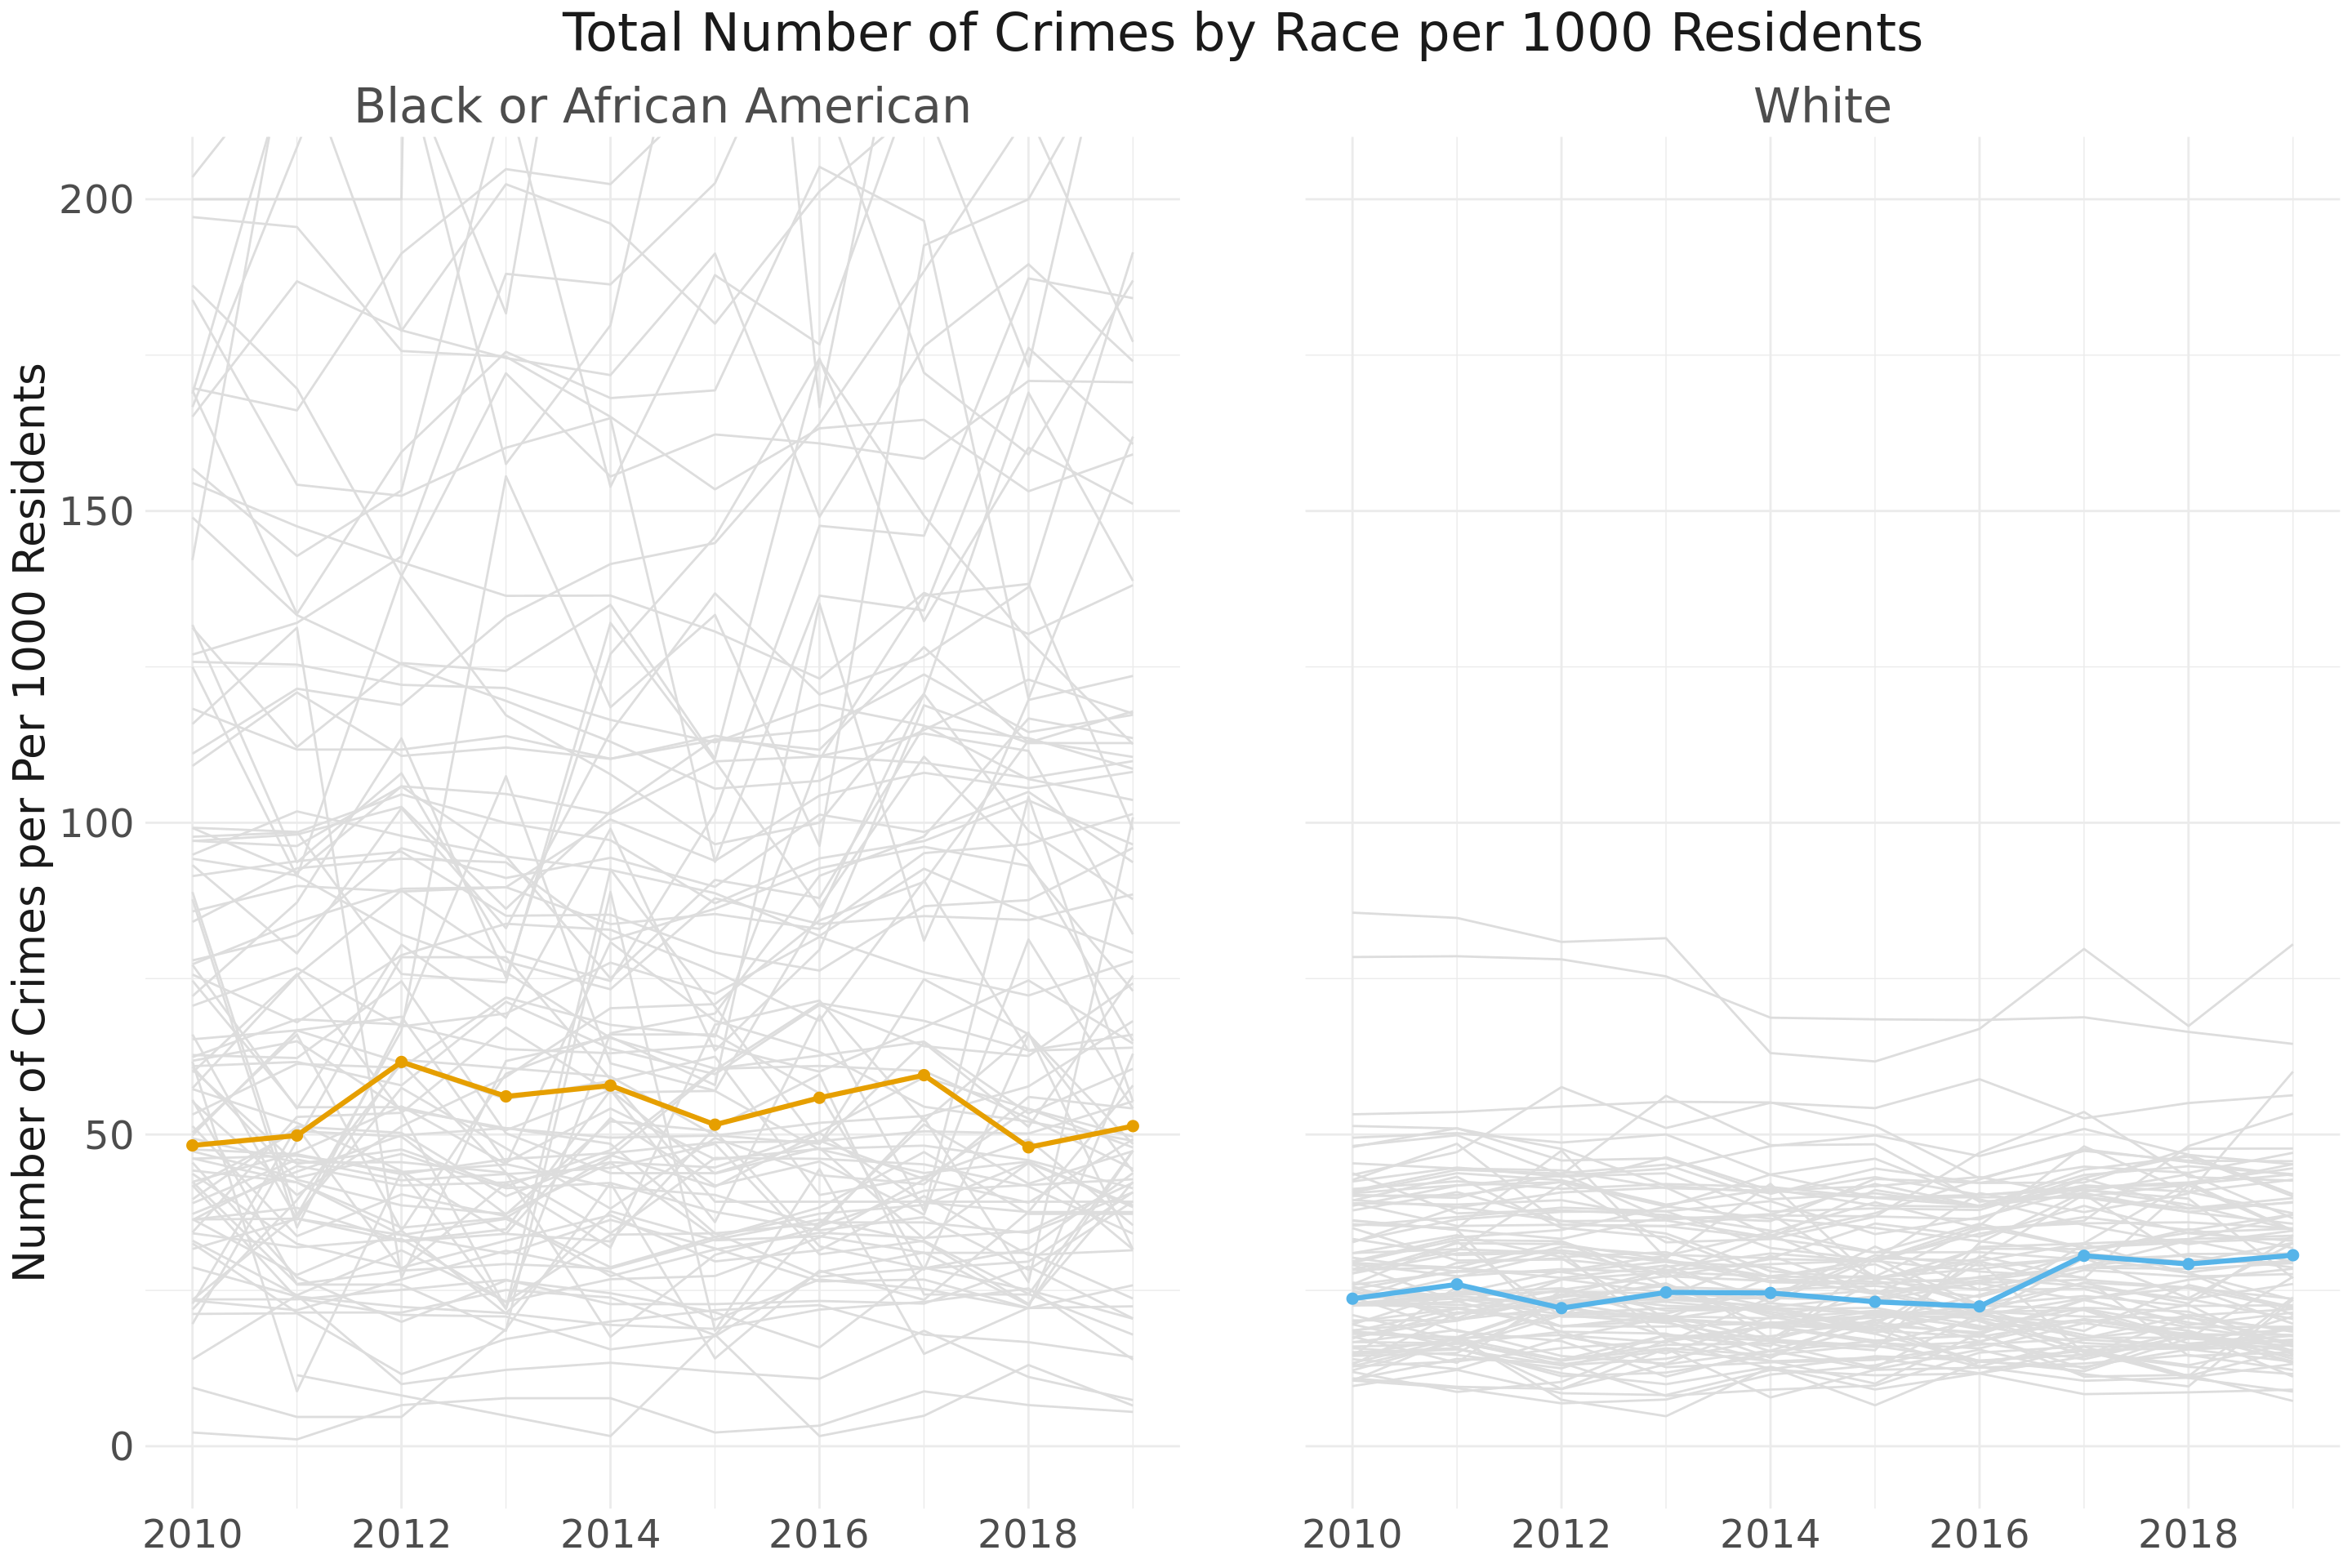 Total Number of Crimes by Race per 1000 Residents
Black or African American
White
Number of Crimes per Per 1000 Residents
200
150
100
50
0
2010 2012 2014 2016 2018
2010 2012 2014 2016 2018